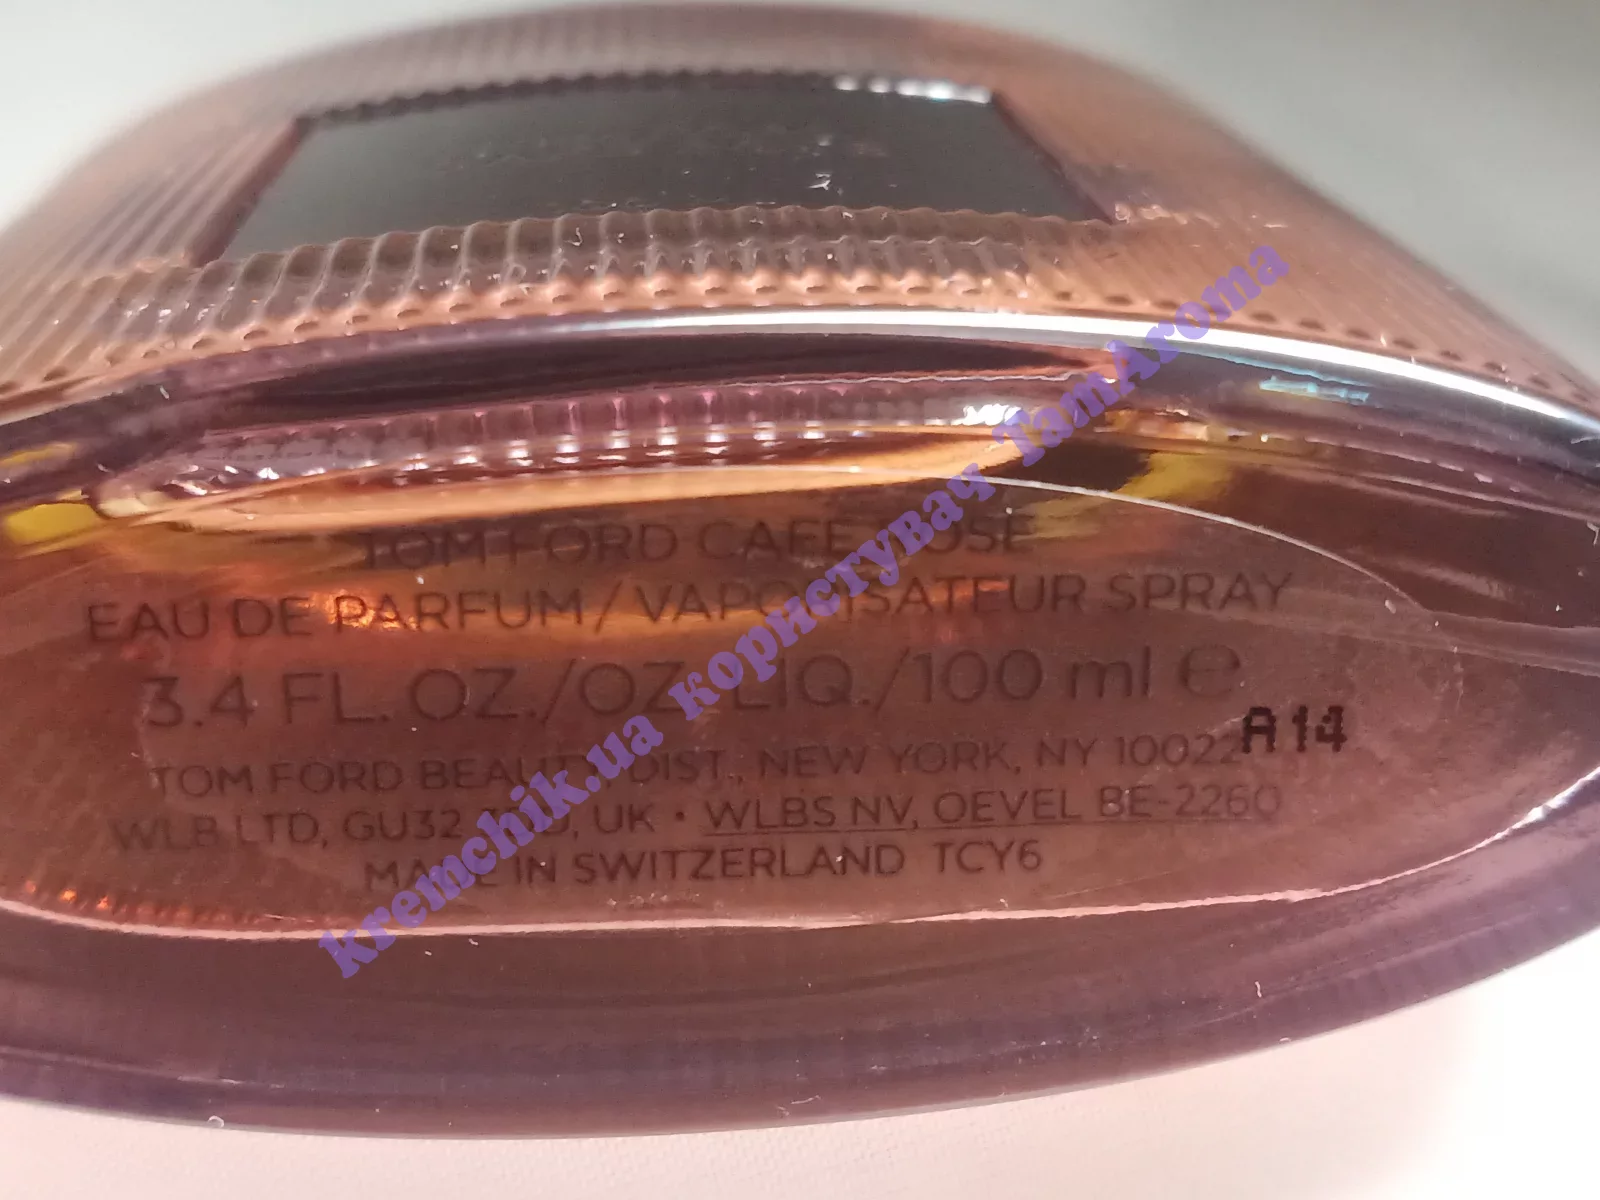 TOM FORD CAFE ROSE
EAU DE PARFUM / VAPORISATEUR SPRAY
3.4 FL. OZ./OZ. LIQ./100 ml ℮
A14
TOM FORD BEAUTY DIST., NEW YORK, NY 10022
WLB LTD, GU32 UK • WLBS NV, OEVEL BE-2260
MADE IN SWITZERLAND TCY6
kremchik.ua користувач TamAroma